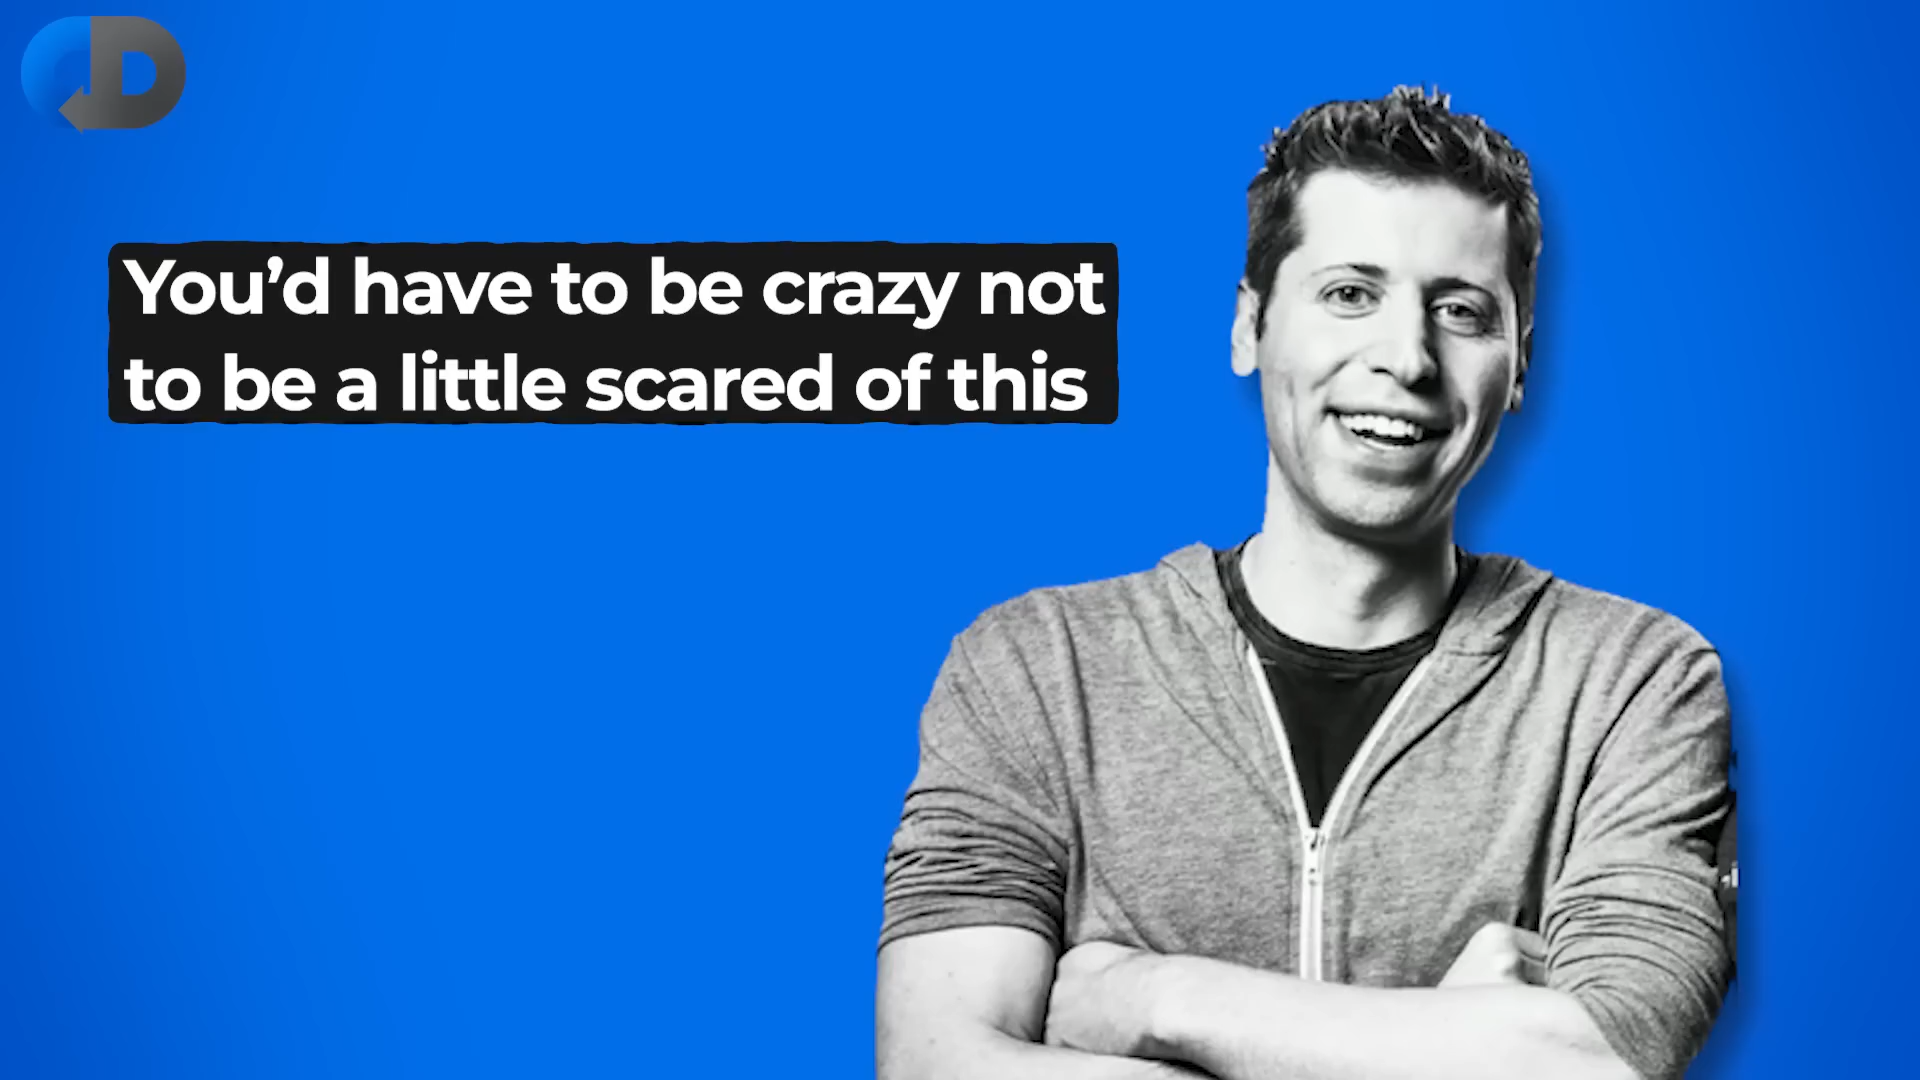 You’d have to be crazy not
to be a little scared of this